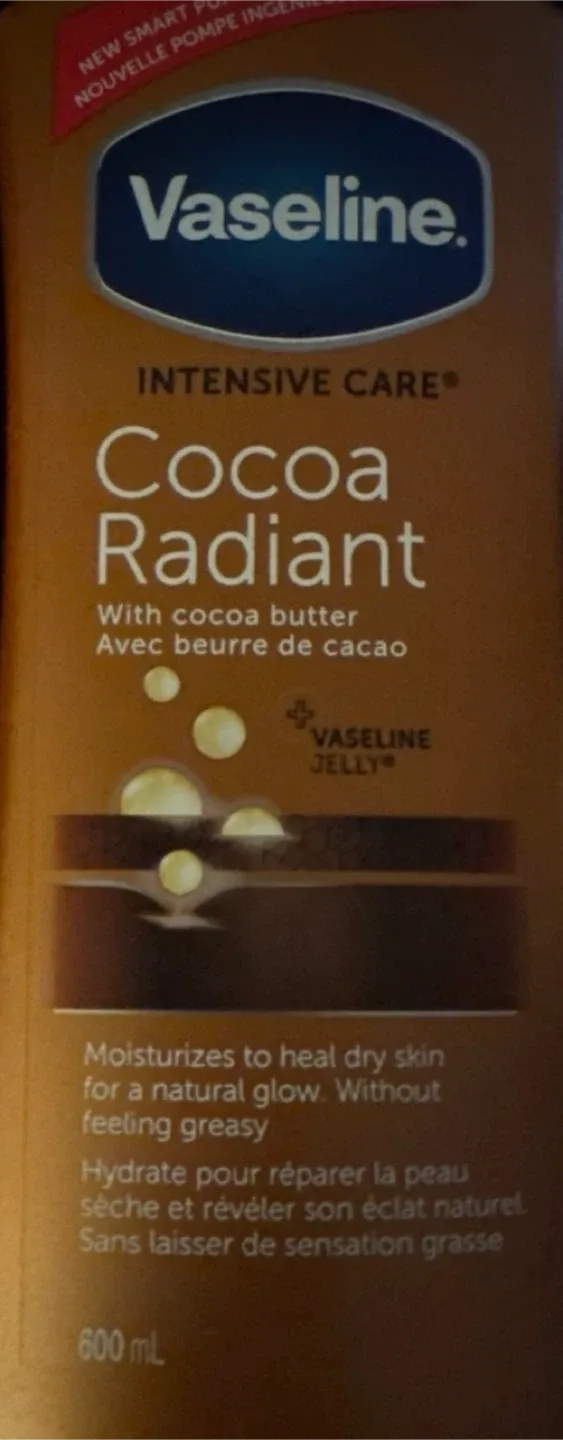 NEW SMART
NOUVELLE POMPE
Vaseline.
INTENSIVE CARE®
Cocoa
Radiant
With cocoa butter
Avec beurre de cacao
+
VASELINE
JELLY®
Moisturizes to heal dry skin
for a natural glow. Without
feeling greasy
Hydrate pour réparer la peau
sèche et révéler son éclat naturel.
Sans laisser de sensation grasse
600 mL